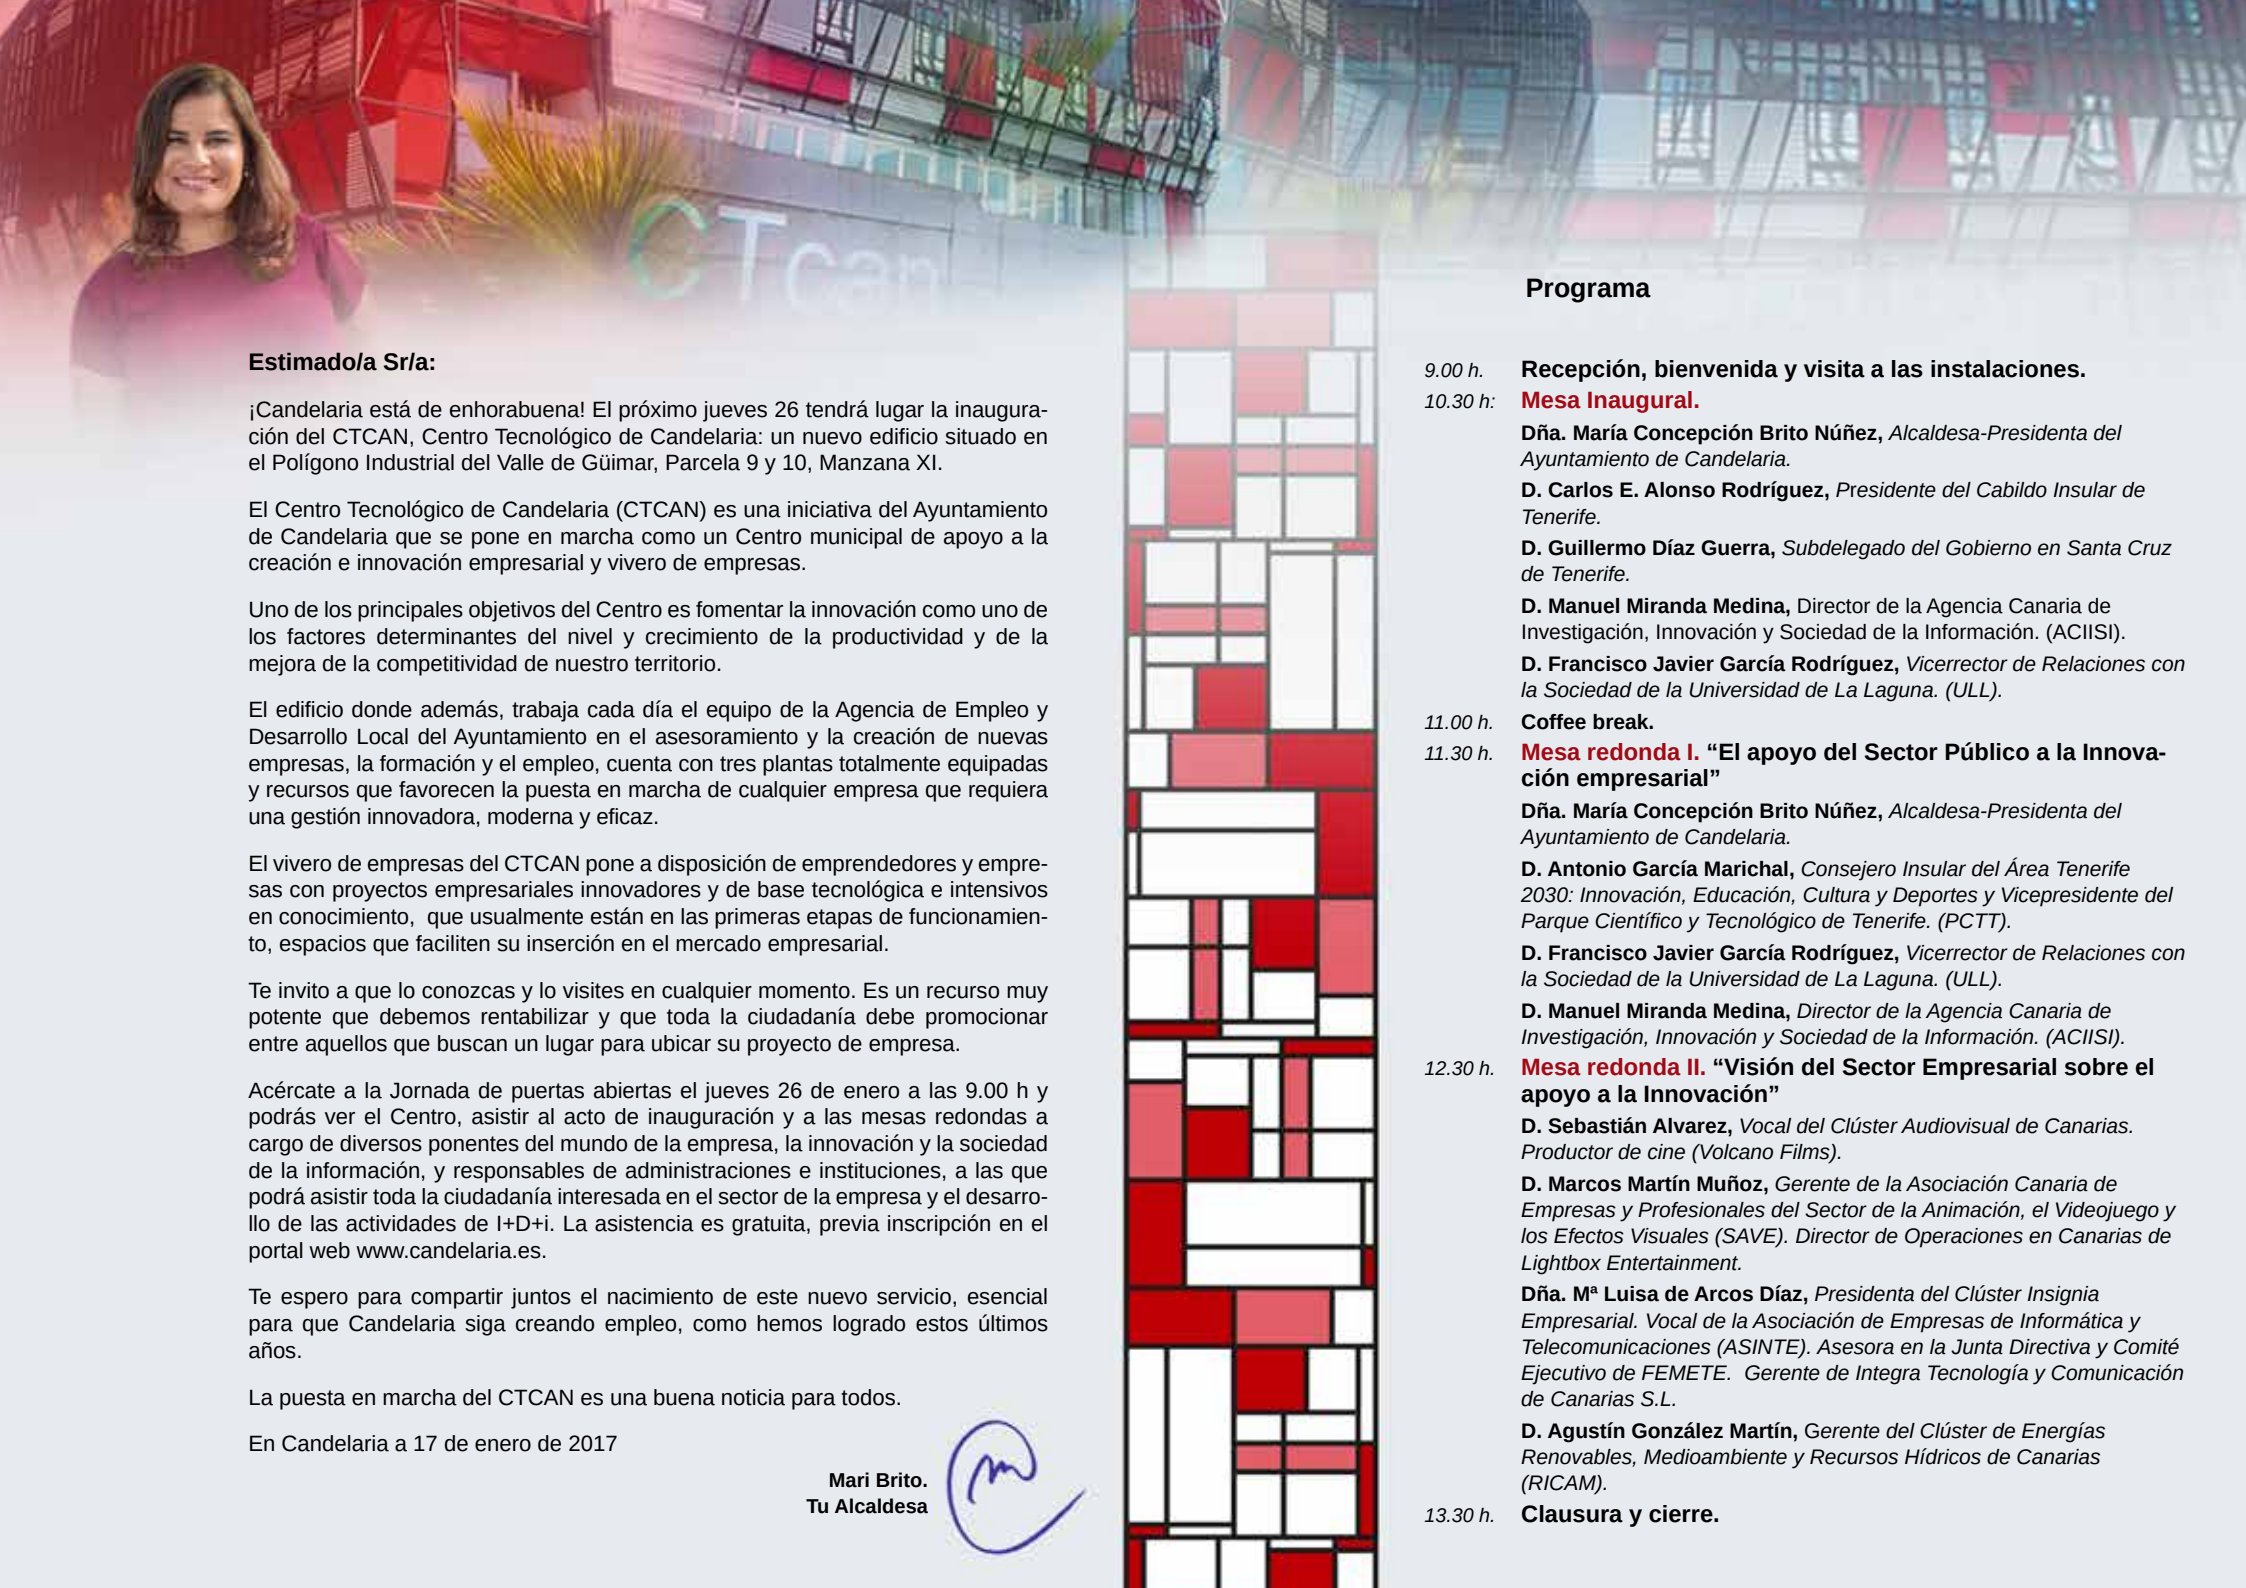 CTcan
Estimado/a Sr/a:
¡Candelaria está de enhorabuena! El próximo jueves 26 tendrá lugar la inaugura-
ción del CTCAN, Centro Tecnológico de Candelaria: un nuevo edificio situado en
el Polígono Industrial del Valle de Güimar, Parcela 9 y 10, Manzana XI.
El Centro Tecnológico de Candelaria (CTCAN) es una iniciativa del Ayuntamiento
de Candelaria que se pone en marcha como un Centro municipal de apoyo a la
creación e innovación empresarial y vivero de empresas.
Uno de los principales objetivos del Centro es fomentar la innovación como uno de
los factores determinantes del nivel y crecimiento de la productividad y de la
mejora de la competitividad de nuestro territorio.
El edificio donde además, trabaja cada día el equipo de la Agencia de Empleo y
Desarrollo Local del Ayuntamiento en el asesoramiento y la creación de nuevas
empresas, la formación y el empleo, cuenta con tres plantas totalmente equipadas
y recursos que favorecen la puesta en marcha de cualquier empresa que requiera
una gestión innovadora, moderna y eficaz.
El vivero de empresas del CTCAN pone a disposición de emprendedores y empre-
sas con proyectos empresariales innovadores y de base tecnológica e intensivos
en conocimiento, que usualmente están en las primeras etapas de funcionamien-
to, espacios que faciliten su inserción en el mercado empresarial.
Te invito a que lo conozcas y lo visites en cualquier momento. Es un recurso muy
potente que debemos rentabilizar y que toda la ciudadanía debe promocionar
entre aquellos que buscan un lugar para ubicar su proyecto de empresa.
Acércate a la Jornada de puertas abiertas el jueves 26 de enero a las 9.00 h y
podrás ver el Centro, asistir al acto de inauguración y a las mesas redondas a
cargo de diversos ponentes del mundo de la empresa, la innovación y la sociedad
de la información, y responsables de administraciones e instituciones, a las que
podrá asistir toda la ciudadanía interesada en el sector de la empresa y el desarro-
llo de las actividades de I+D+i. La asistencia es gratuita, previa inscripción en el
portal web www.candelaria.es.
Te espero para compartir juntos el nacimiento de este nuevo servicio, esencial
para que Candelaria siga creando empleo, como hemos logrado estos últimos
años.
La puesta en marcha del CTCAN es una buena noticia para todos.
En Candelaria a 17 de enero de 2017
Mari Brito.
Tu Alcaldesa
Programa
9.00 h. Recepción, bienvenida y visita a las instalaciones.
10.30 h: Mesa Inaugural.
Dña. María Concepción Brito Núñez, Alcaldesa-Presidenta del
Ayuntamiento de Candelaria.
D. Carlos E. Alonso Rodríguez, Presidente del Cabildo Insular de
Tenerife.
D. Guillermo Díaz Guerra, Subdelegado del Gobierno en Santa Cruz
de Tenerife.
D. Manuel Miranda Medina, Director de la Agencia Canaria de
Investigación, Innovación y Sociedad de la Información. (ACIISI).
D. Francisco Javier García Rodríguez, Vicerrector de Relaciones con
la Sociedad de la Universidad de La Laguna. (ULL).
11.00 h. Coffee break.
11.30 h. Mesa redonda I. “El apoyo del Sector Público a la Innova-
ción empresarial”
Dña. María Concepción Brito Núñez, Alcaldesa-Presidenta del
Ayuntamiento de Candelaria.
D. Antonio García Marichal, Consejero Insular del Área Tenerife
2030: Innovación, Educación, Cultura y Deportes y Vicepresidente del
Parque Científico y Tecnológico de Tenerife. (PCTT).
D. Francisco Javier García Rodríguez, Vicerrector de Relaciones con
la Sociedad de la Universidad de La Laguna. (ULL).
D. Manuel Miranda Medina, Director de la Agencia Canaria de
Investigación, Innovación y Sociedad de la Información. (ACIISI).
12.30 h. Mesa redonda II. “Visión del Sector Empresarial sobre el
apoyo a la Innovación”
D. Sebastián Alvarez, Vocal del Clúster Audiovisual de Canarias.
Productor de cine (Volcano Films).
D. Marcos Martín Muñoz, Gerente de la Asociación Canaria de
Empresas y Profesionales del Sector de la Animación, el Videojuego y
los Efectos Visuales (SAVE). Director de Operaciones en Canarias de
Lightbox Entertainment.
Dña. Mª Luisa de Arcos Díaz, Presidenta del Clúster Insignia
Empresarial. Vocal de la Asociación de Empresas de Informática y
Telecomunicaciones (ASINTE). Asesora en la Junta Directiva y Comité
Ejecutivo de FEMETE. Gerente de Integra Tecnología y Comunicación
de Canarias S.L.
D. Agustín González Martín, Gerente del Clúster de Energías
Renovables, Medioambiente y Recursos Hídricos de Canarias
(RICAM).
13.30 h. Clausura y cierre.